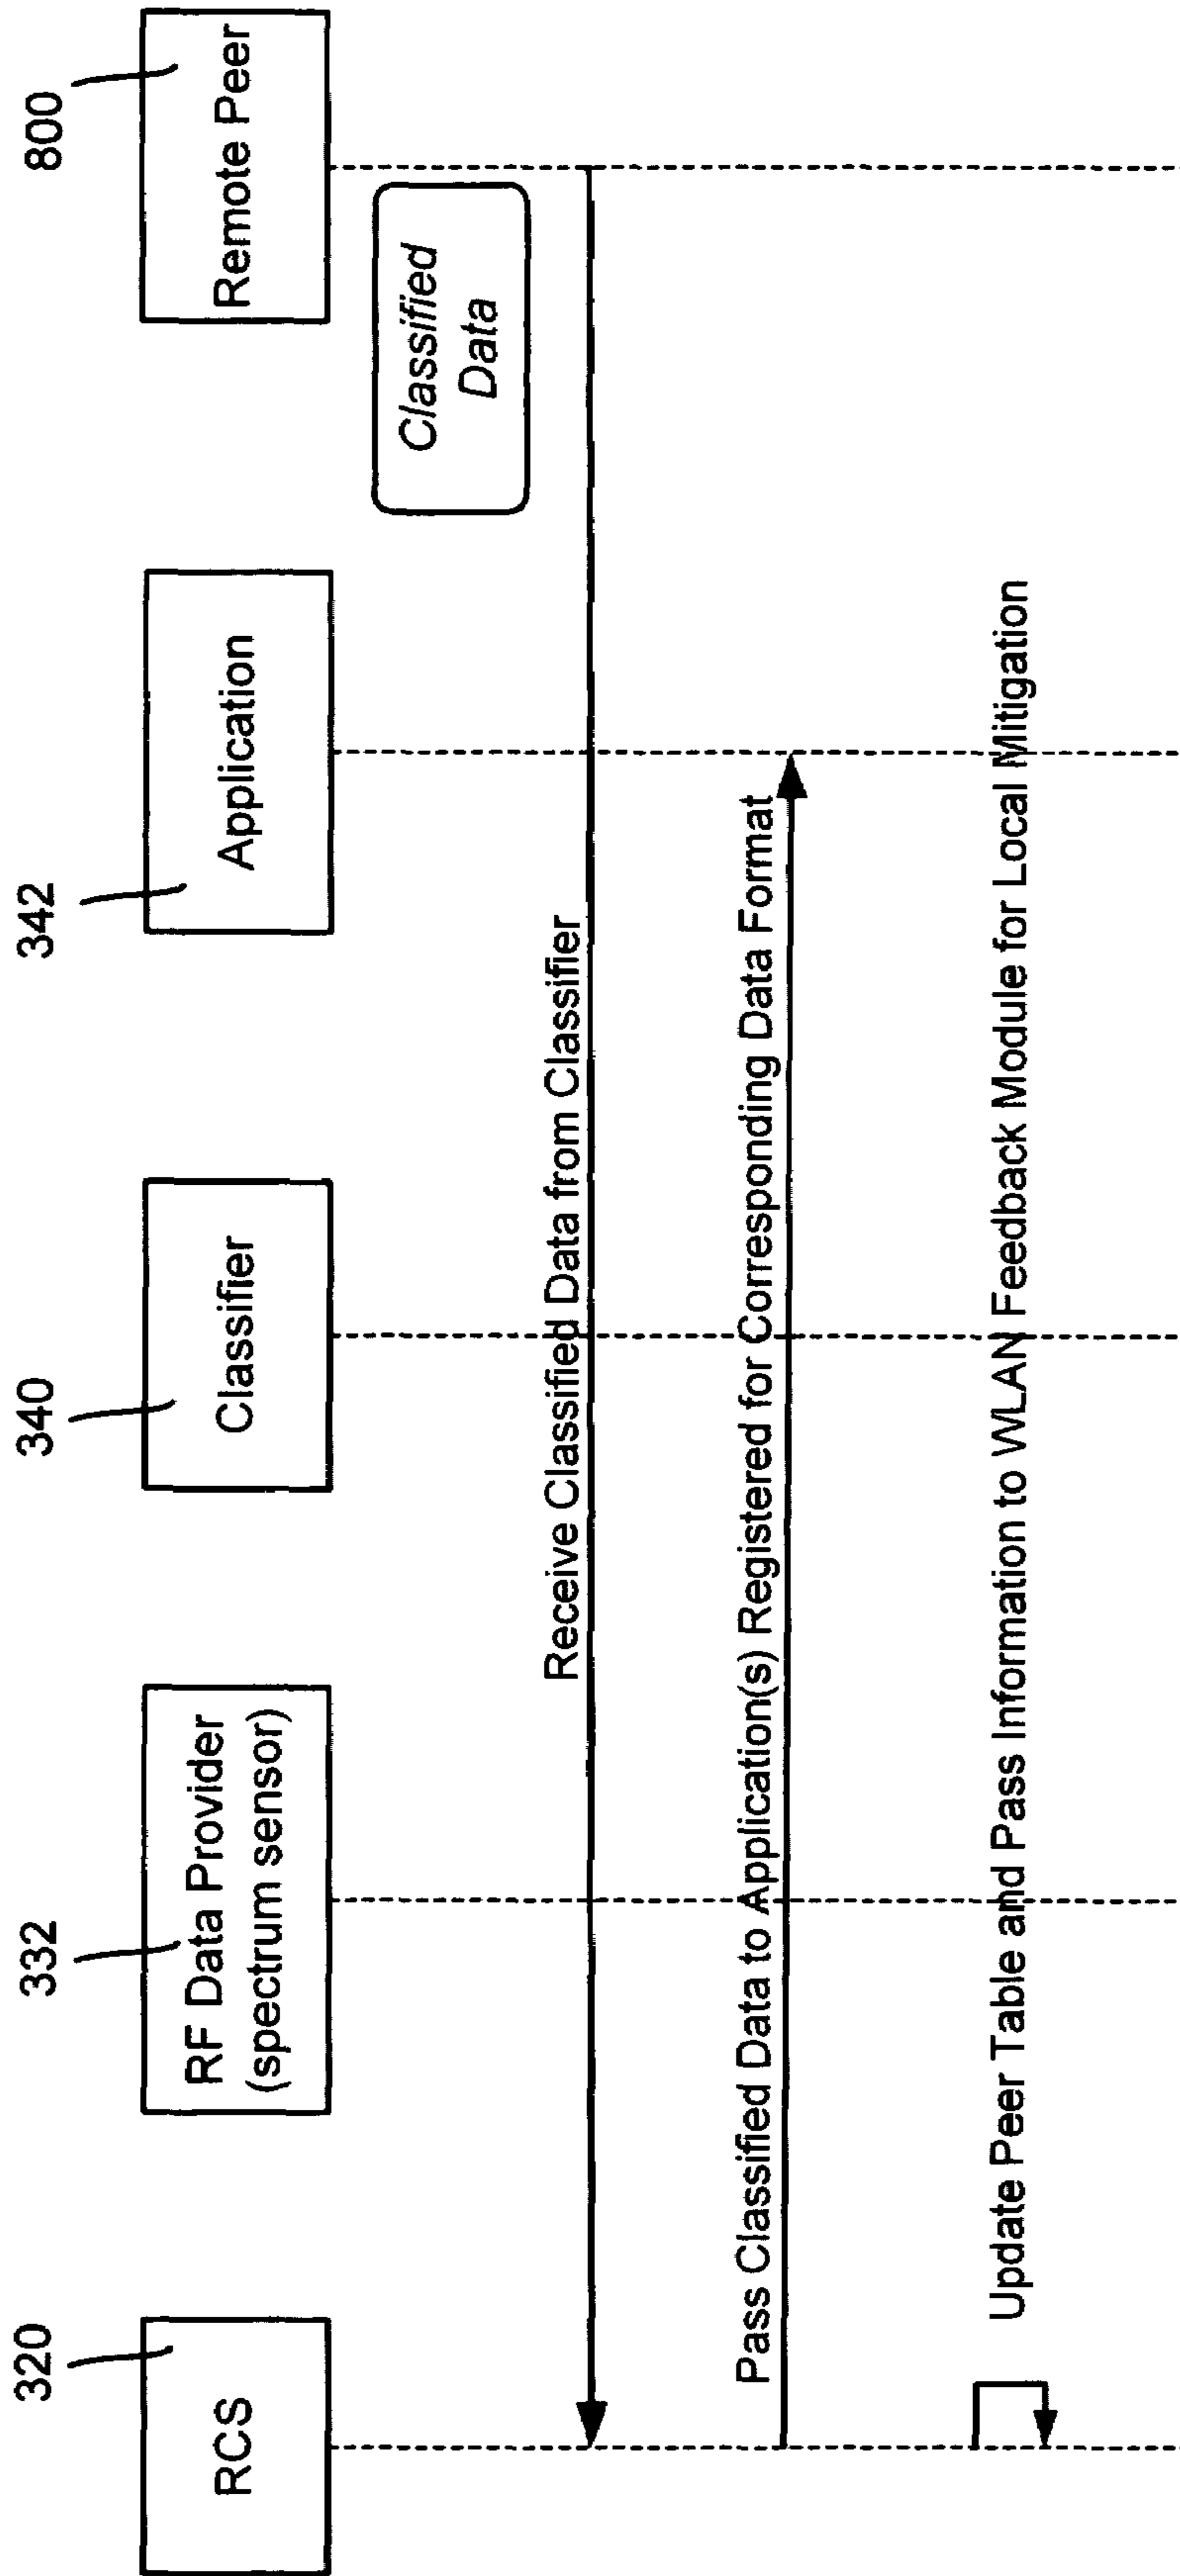 320
332
340
342
800
RCS
RF Data Provider
(spectrum sensor)
Classifier
Application
Remote Peer
Classified
Data
Receive Classified Data from Classifier
Pass Classified Data to Application(s) Registered for Corresponding Data Format
Update Peer Table and Pass Information to WLAN Feedback Module for Local Mitigation